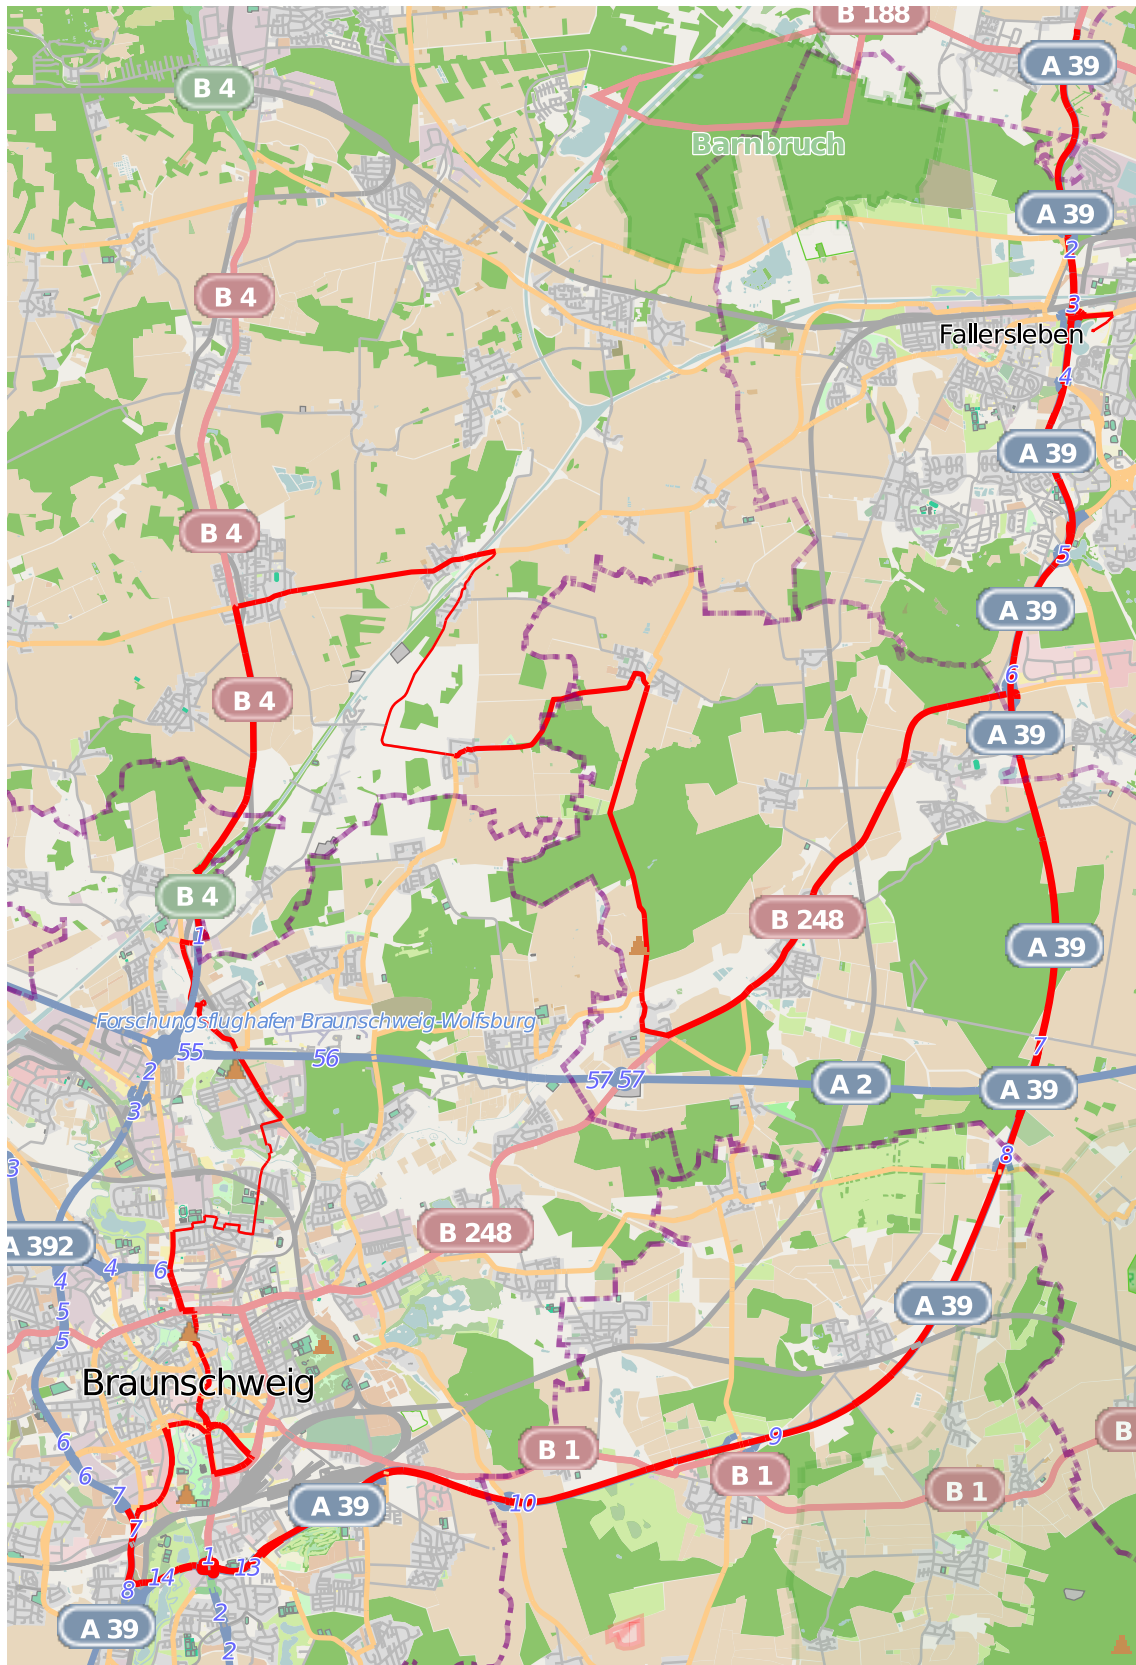 B 188
A 39
B 4
Barnbruch
A 39
2
B 4
3
Fallersleben
4
A 39
B 4
5
A 39
6
B 4
A 39
B 4
B 248
1
A 39
Forschungsflughafen Braunschweig-Wolfsburg
7
55
56
2
57 57
A 2
A 39
3
8
3
B 248
A 392
4
6
4
5
A 39
5
Braunschweig
B
6
9
B 1
6
B 1
B 1
7
10
A 39
7
1
13
14
8
2
A 39
2